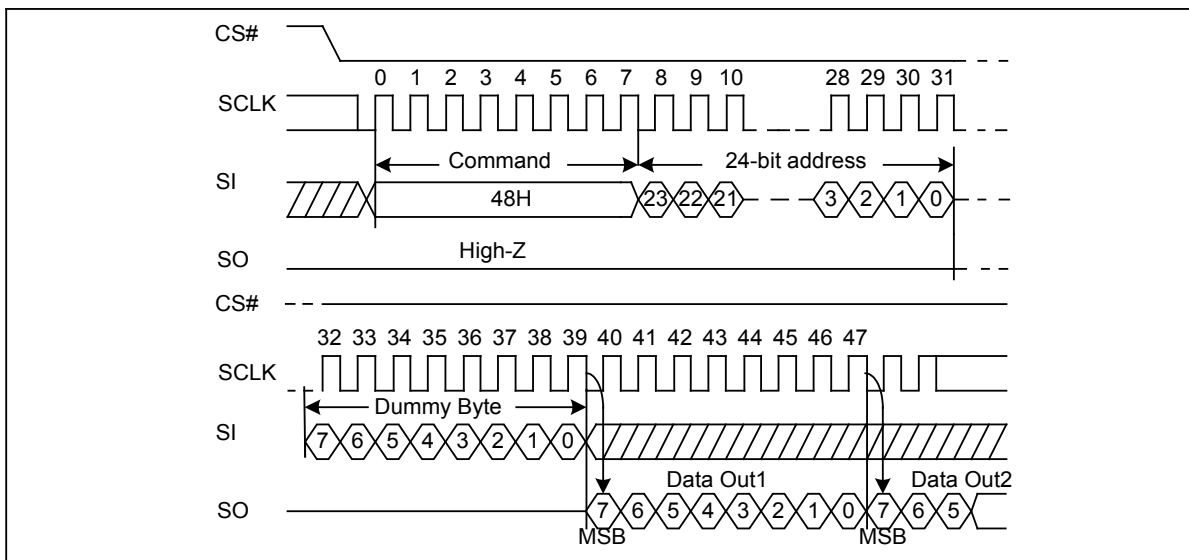 CS#
0 1 2 3 4 5 6 7 8 9 10 28 29 30 31
SCLK
Command 24-bit address
SI
48H 23 22 21 3 2 1 0
High-Z
SO
CS#
32 33 34 35 36 37 38 39 40 41 42 43 44 45 46 47
SCLK
Dummy Byte
SI
7 6 5 4 3 2 1 0
Data Out1 Data Out2
SO
7 6 5 4 3 2 1 0 7 6 5
MSB MSB